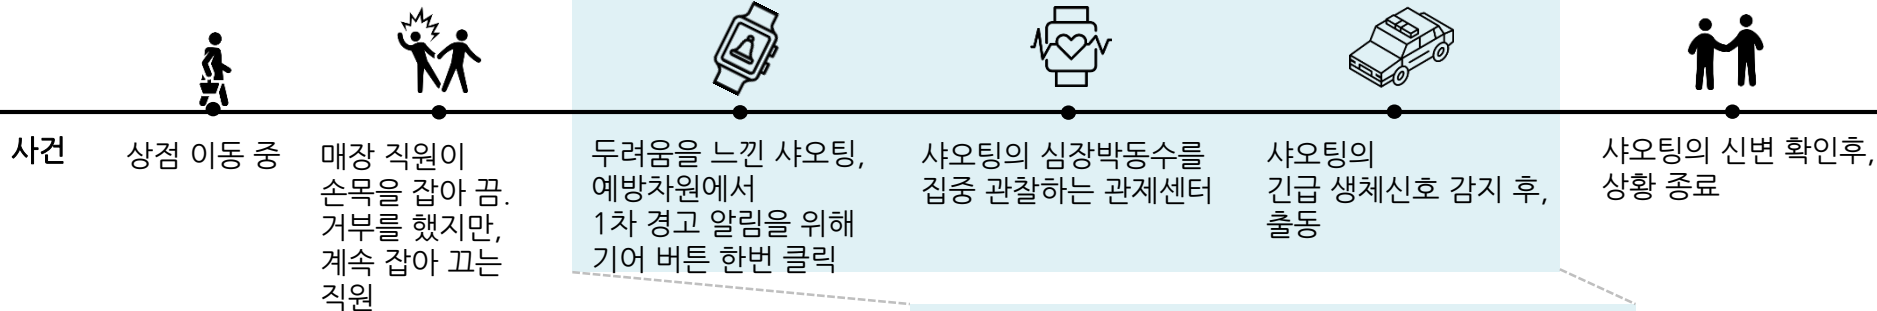 사건
상점 이동 중
매장 직원이
손목을 잡아 끔.
거부를 했지만,
계속 잡아 끄는
직원
두려움을 느낀 샤오팅,
예방차원에서
1차 경고 알림을 위해
기어 버튼 한번 클릭
샤오팅의 심장박동수를
집중 관찰하는 관제센터
샤오팅의
긴급 생체신호 감지 후,
출동
샤오팅의 신변 확인후,
상황 종료